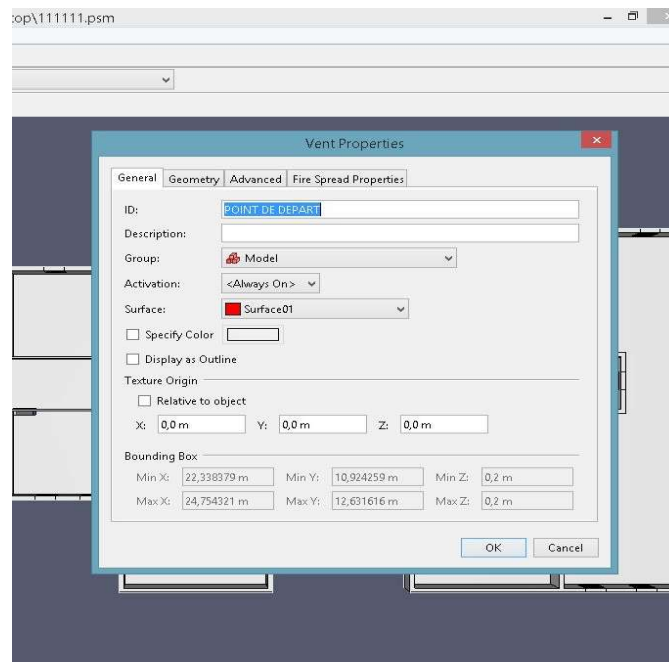 top\111111.psm
Vent Properties
General Geometry Advanced Fire Spread Properties
ID: POINT DE DEPART
Description:
Group: Model
Activation: <Always On>
Surface: Surface01
Specify Color
Display as Outline
Texture Origin
Relative to object
X: 0,0 m Y: 0,0 m Z: 0,0 m
Bounding Box
Min X: 22,338379 m Min Y: 10,924259 m Min Z: 0,2 m
Max X: 24,754321 m Max Y: 12,631616 m Max Z: 0,2 m
OK Cancel